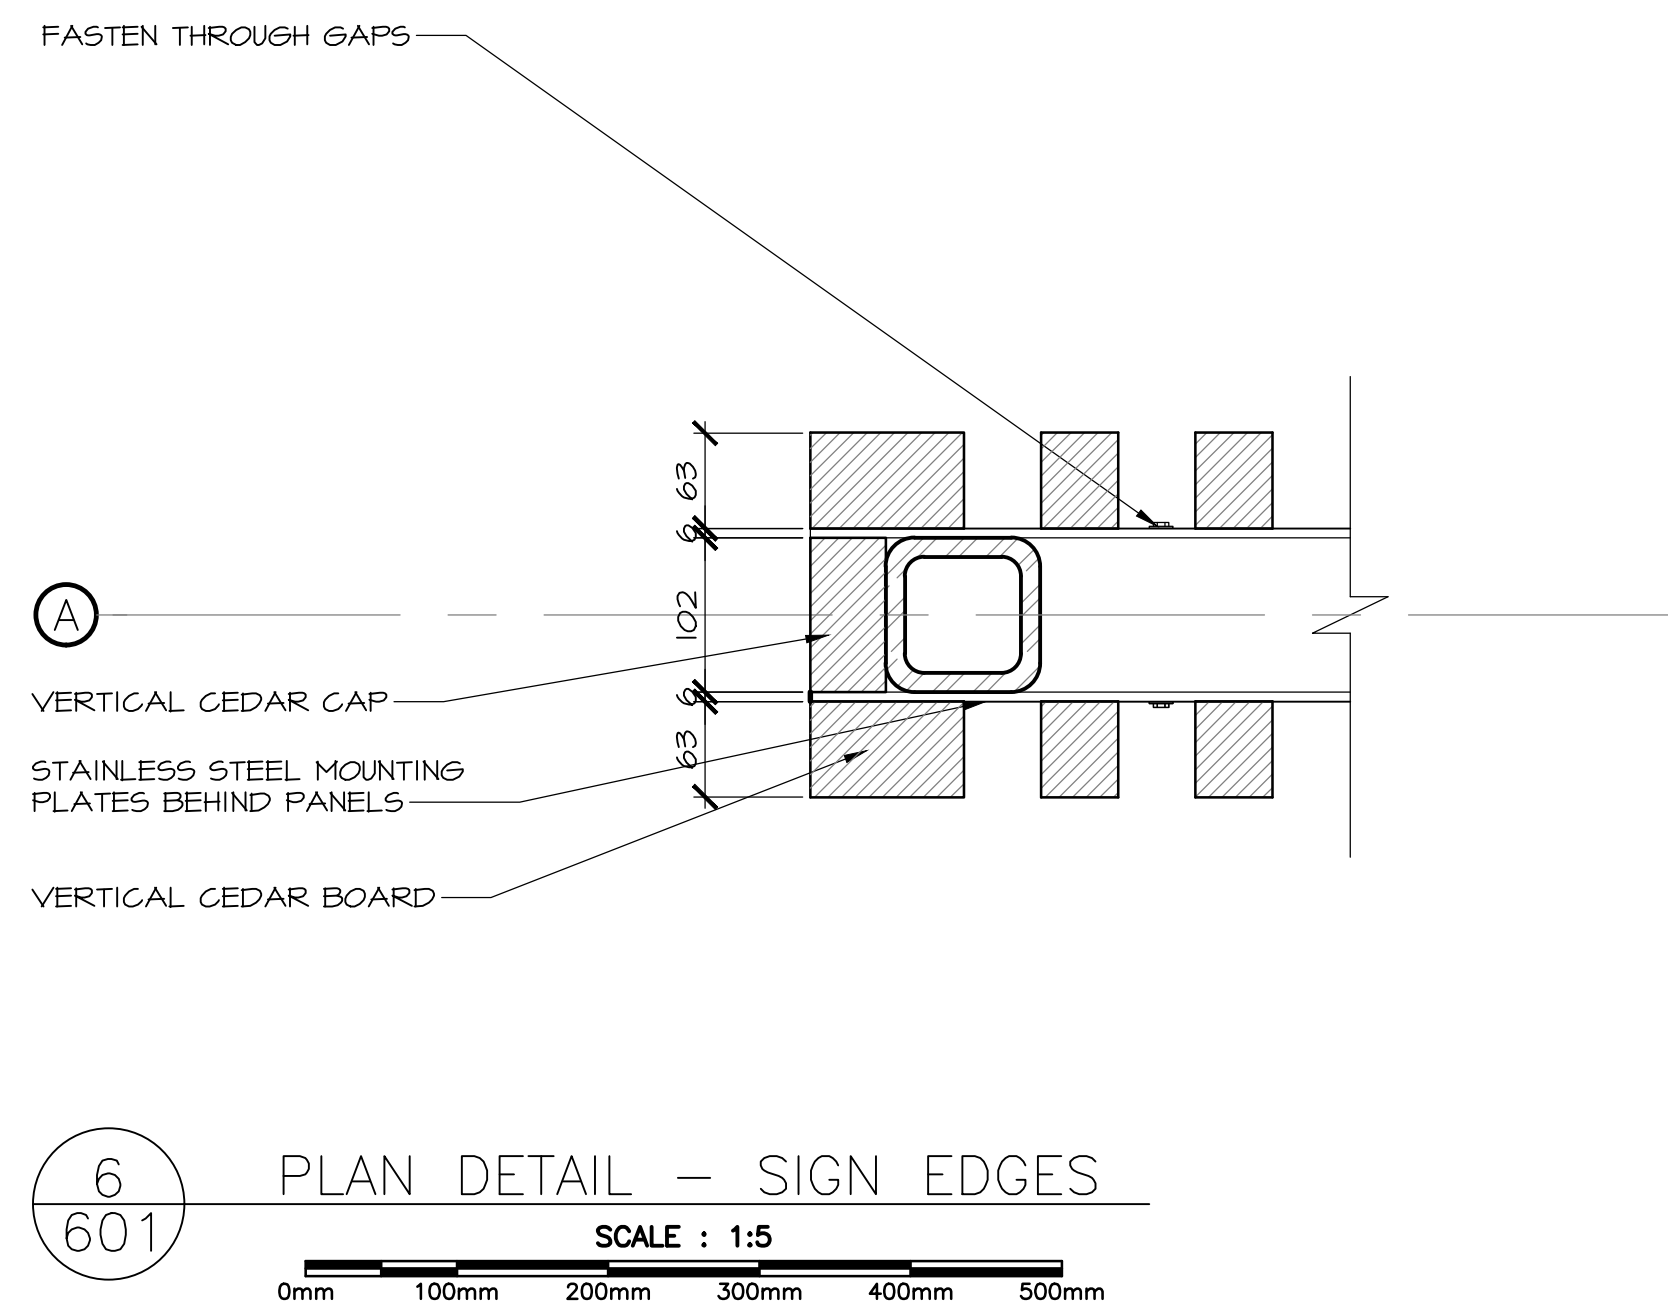 FASTEN THROUGH GAPS
63
6
102
6
63
A
VERTICAL CEDAR CAP
STAINLESS STEEL MOUNTING
PLATES BEHIND PANELS
VERTICAL CEDAR BOARD
6
601
PLAN DETAIL - SIGN EDGES
SCALE : 1:5
0mm 100mm 200mm 300mm 400mm 500mm